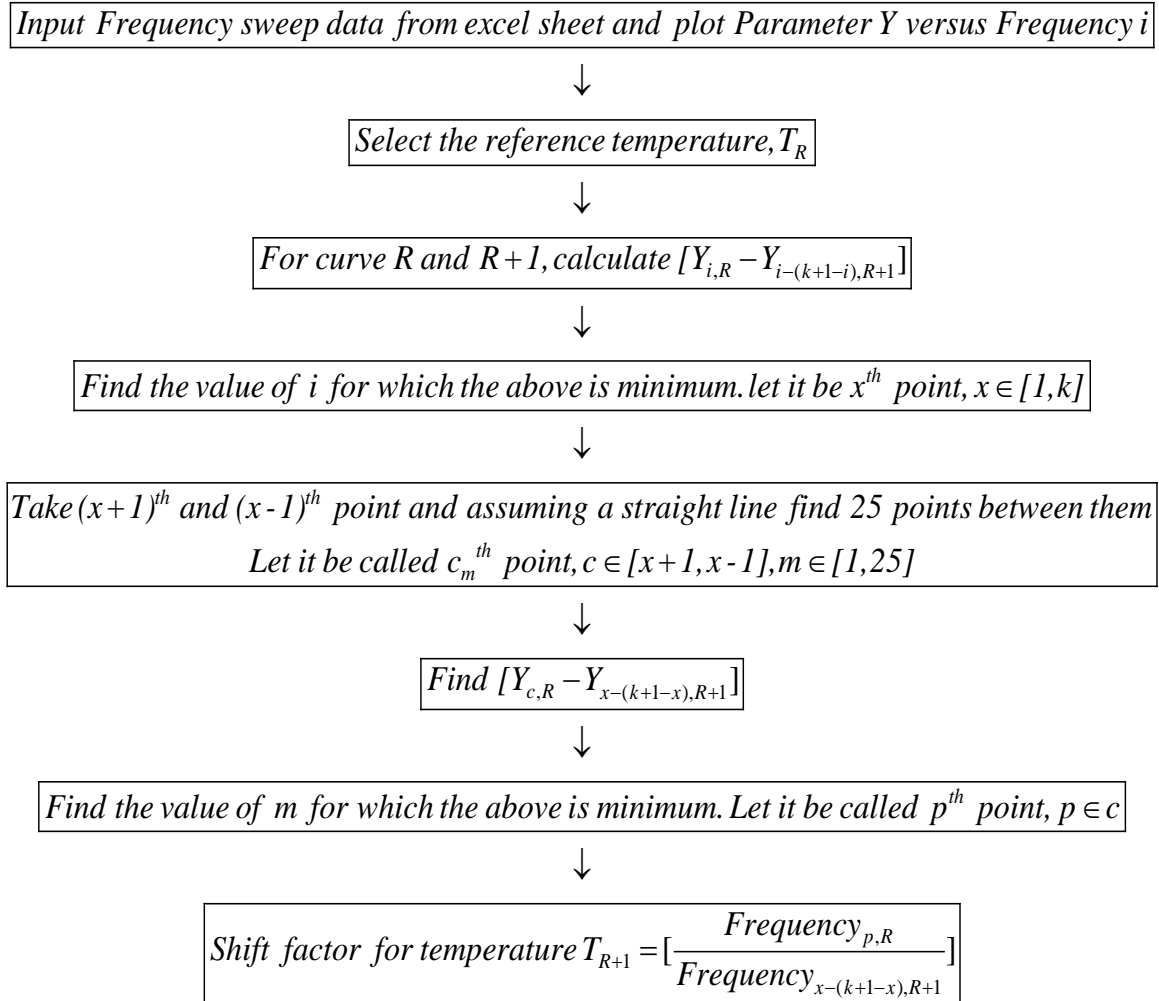 Input Frequency sweep data from excel sheet and plot Parameter Y versus Frequency i
↓
Select the reference temperature, T_R
↓
For curve R and R+1, calculate [Y_{i,R} − Y_{i−(k+1−i),R+1}]
↓
Find the value of i for which the above is minimum. let it be x^{th} point, x ∈ [1,k]
↓
Take (x+1)^{th} and (x-1)^{th} point and assuming a straight line find 25 points between them
Let it be called c_m^{th} point, c ∈ [x+1, x-1], m ∈ [1,25]
↓
Find [Y_{c,R} − Y_{x−(k+1−x),R+1}]
↓
Find the value of m for which the above is minimum. Let it be called p^{th} point, p ∈ c
↓
Shift factor for temperature T_{R+1} = [\frac{Frequency_{p,R}}{Frequency_{x−(k+1−x),R+1}}]